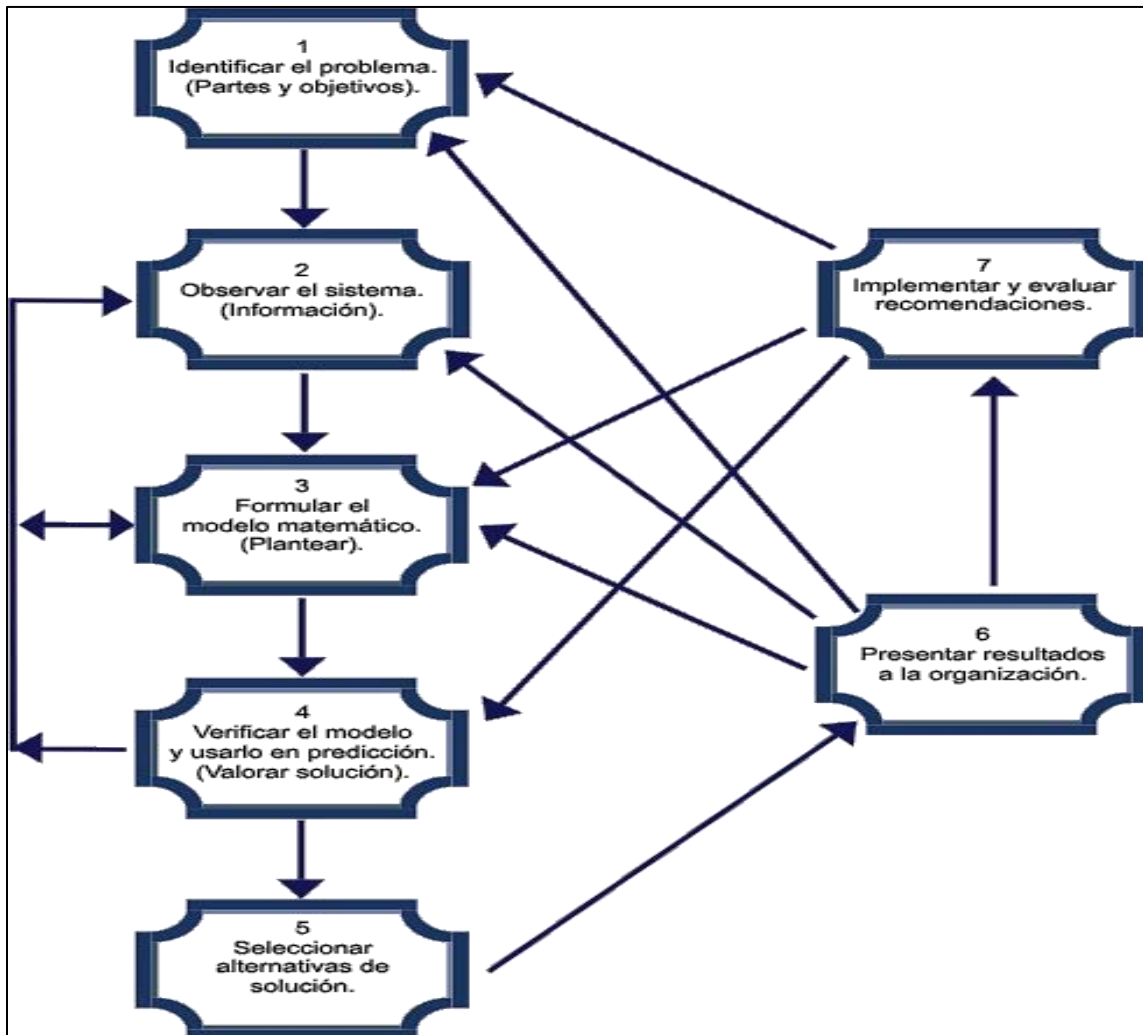 1
Identificar el problema.
(Partes y objetivos).
2
Observar el sistema.
(Información).
3
Formular el
modelo matemático.
(Plantear).
4
Verificar el modelo
y usarlo en predicción.
(Valorar solución).
5
Seleccionar
alternativas de
solución.
6
Presentar resultados
a la organización.
7
Implementar y evaluar
recomendaciones.